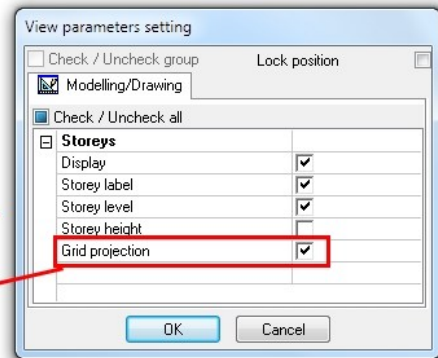 View parameters setting
Check / Uncheck group Lock position
Modelling/Drawing
Check / Uncheck all
Storeys
Display
Storey label
Storey level
Storey height
Grid projection
OK Cancel